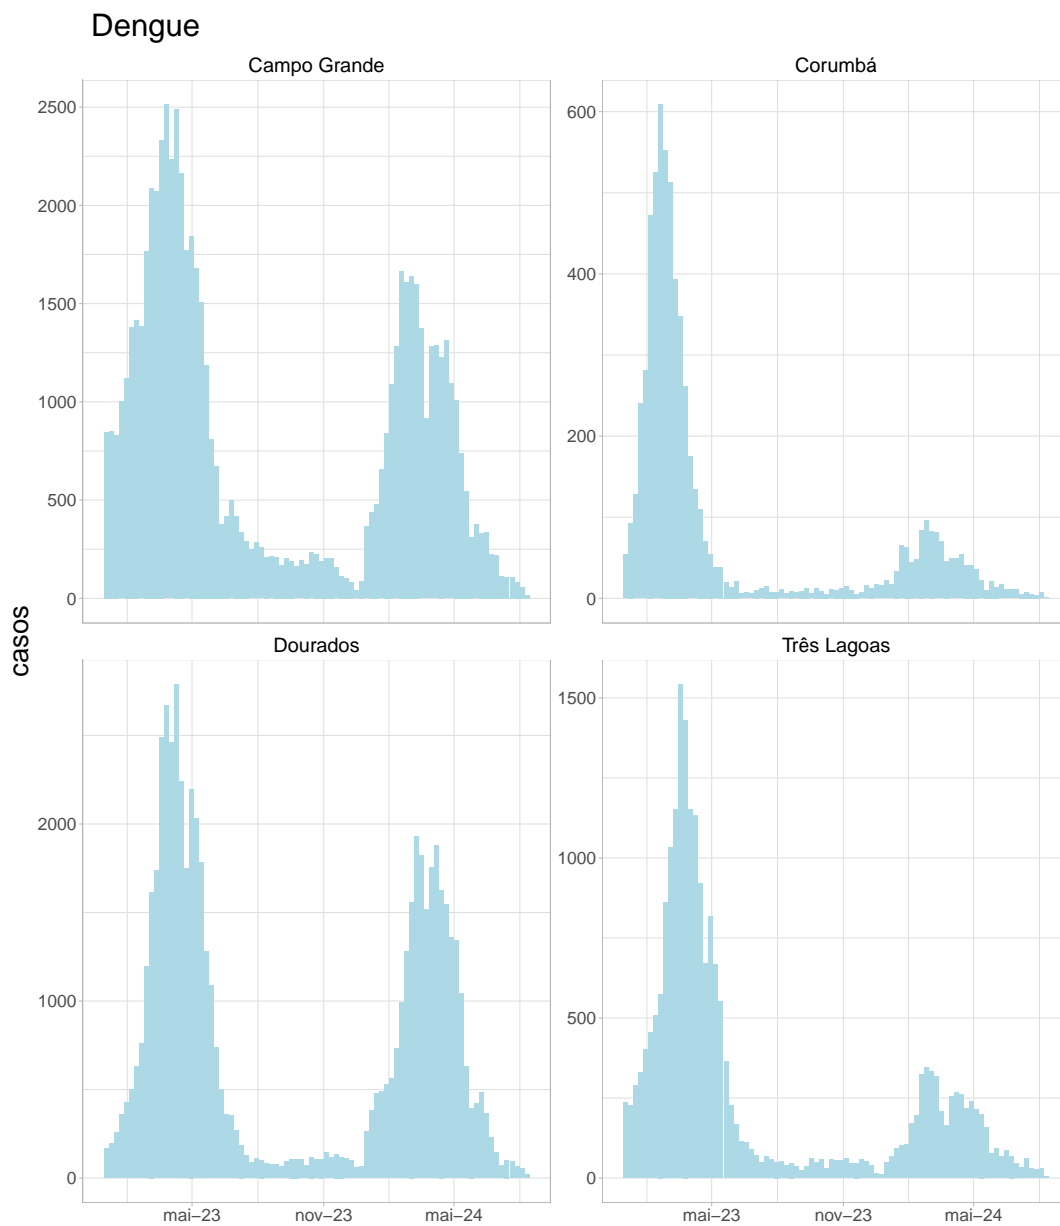 Dengue
Campo Grande
Corumbá
2500
2000
1500
1000
500
0
600
400
200
0
casos
Dourados
Três Lagoas
2000
1000
0
1500
1000
500
0
mai–23
nov–23
mai–24
mai–23
nov–23
mai–24